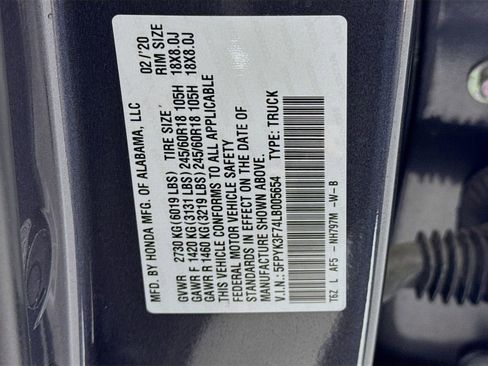 MFD. BY HONDA MFG. OF ALABAMA, LLC 02/'20
TIRE SIZE RIM SIZE
GVWR 2730 KG(6019 LBS)
GAWR F 1420 KG(3131 LBS) 245/60R18 105H 18X8.0J
GAWR R 1460 KG(3219 LBS) 245/60R18 105H 18X8.0J
THIS VEHICLE CONFORMS TO ALL APPLICABLE
FEDERAL MOTOR VEHICLE SAFETY
STANDARDS IN EFFECT ON THE DATE OF
MANUFACTURE SHOWN ABOVE.
V.I.N.: 5FPYK3F74LB005654 TYPE: TRUCK
T6Z L AF5 - NH797M -W-B